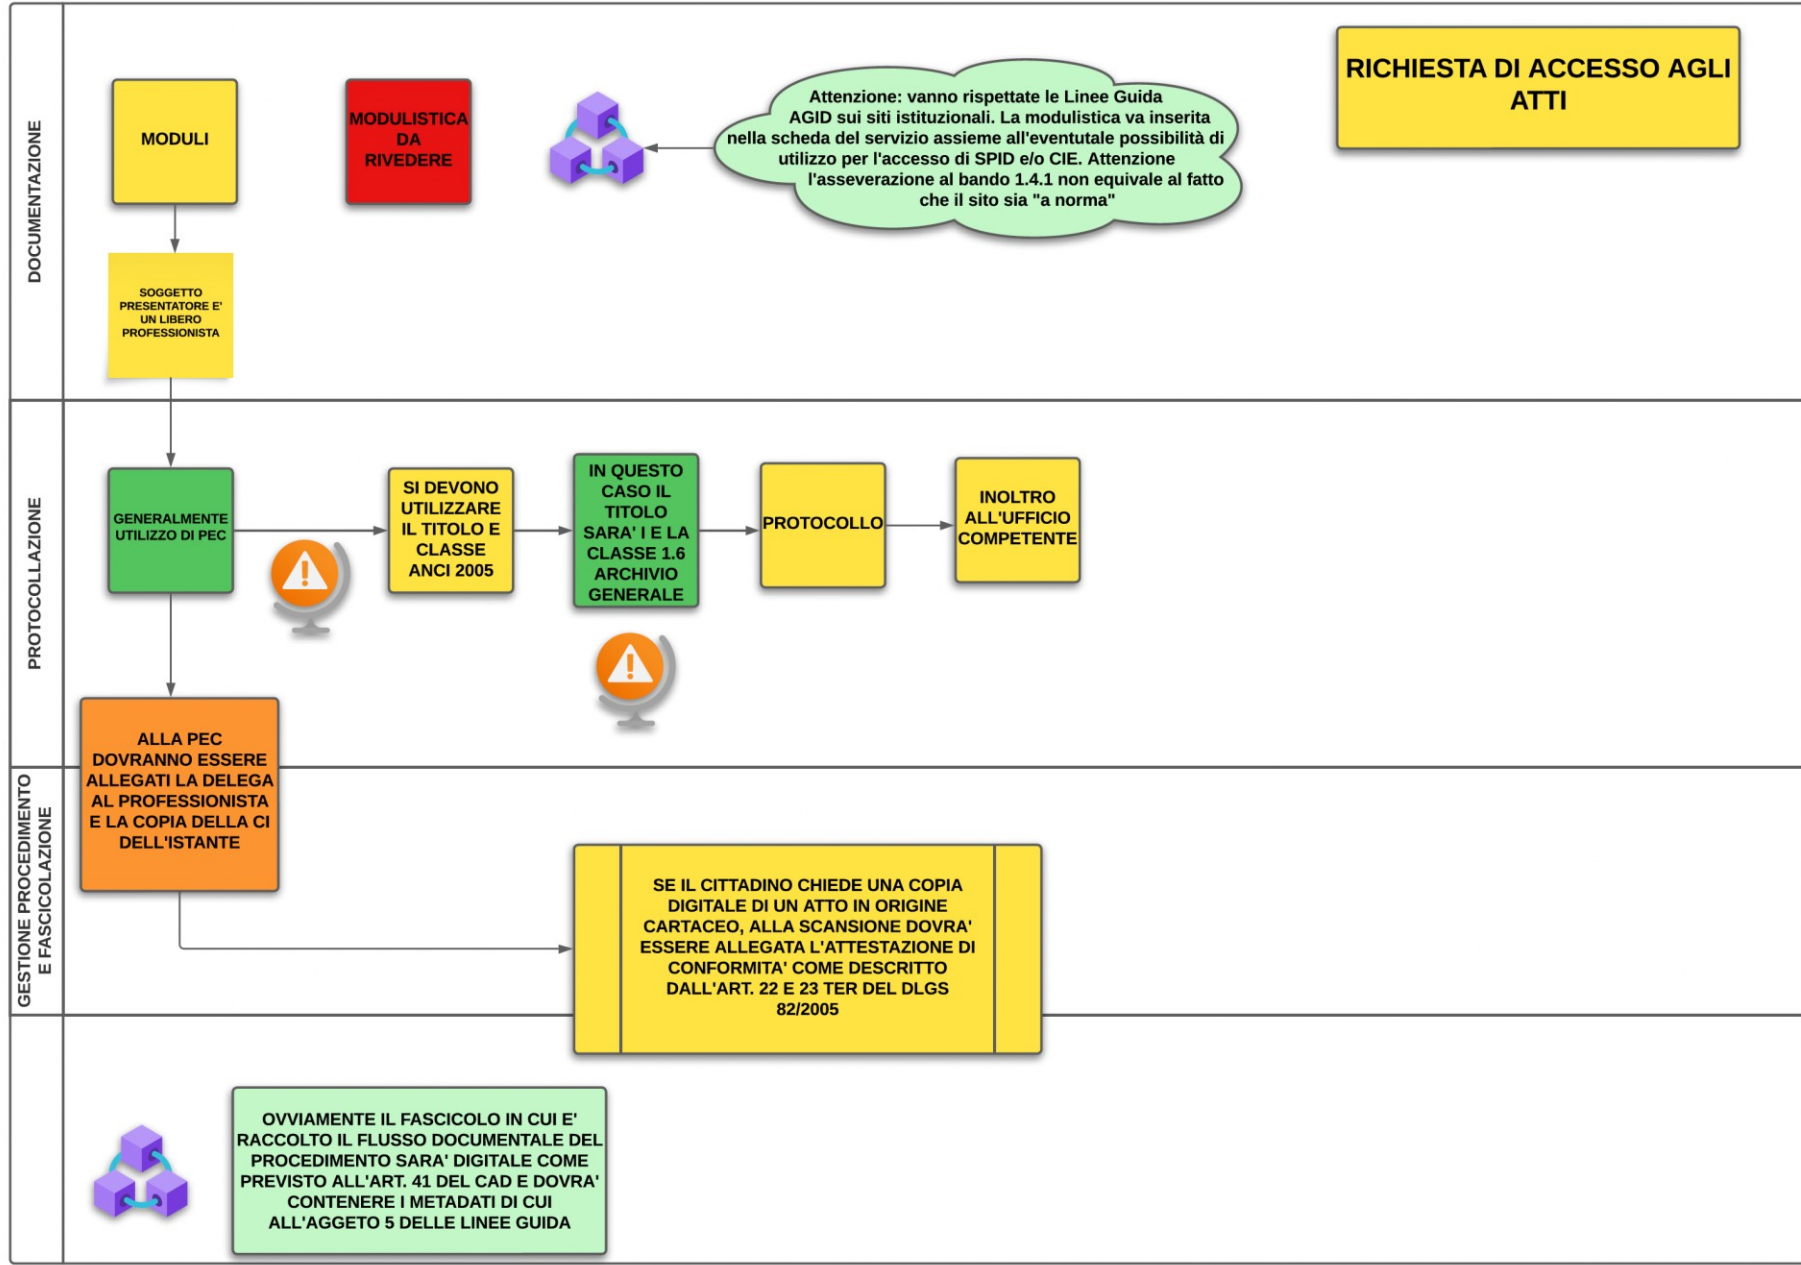 RICHIESTA DI ACCESSO AGLI
ATTI
DOCUMENTAZIONE
MODULI
MODULISTICA
DA
RIVEDERE
Attenzione: vanno rispettate le Linee Guida
AGID sui siti istituzionali. La modulistica va inserita
nella scheda del servizio assieme all'eventutale possibilità di
utilizzo per l'accesso di SPID e/o CIE. Attenzione
l'asseverazione al bando 1.4.1 non equivale al fatto
che il sito sia "a norma"
SOGGETTO
PRESENTATORE E'
UN LIBERO
PROFESSIONISTA
PROTOCOLLAZIONE
GENERALMENTE
UTILIZZO DI PEC
SI DEVONO
UTILIZZARE
IL TITOLO E
CLASSE
ANCI 2005
IN QUESTO
CASO IL
TITOLO
SARA' I E LA
CLASSE 1.6
ARCHIVIO
GENERALE
PROTOCOLLO
INOLTRO
ALL'UFFICIO
COMPETENTE
ALLA PEC
DOVRANNO ESSERE
ALLEGATI LA DELEGA
AL PROFESSIONISTA
E LA COPIA DELLA CI
DELL'ISTANTE
GESTIONE PROCEDIMENTO
E FASCICOLAZIONE
SE IL CITTADINO CHIEDE UNA COPIA
DIGITALE DI UN ATTO IN ORIGINE
CARTACEO, ALLA SCANSIONE DOVRA'
ESSERE ALLEGATA L'ATTESTAZIONE DI
CONFORMITA' COME DESCRITTO
DALL'ART. 22 E 23 TER DEL DLGS
82/2005
OVVIAMENTE IL FASCICOLO IN CUI E'
RACCOLTO IL FLUSSO DOCUMENTALE DEL
PROCEDIMENTO SARA' DIGITALE COME
PREVISTO ALL'ART. 41 DEL CAD E DOVRA'
CONTENERE I METADATI DI CUI
ALL'AGGETO 5 DELLE LINEE GUIDA